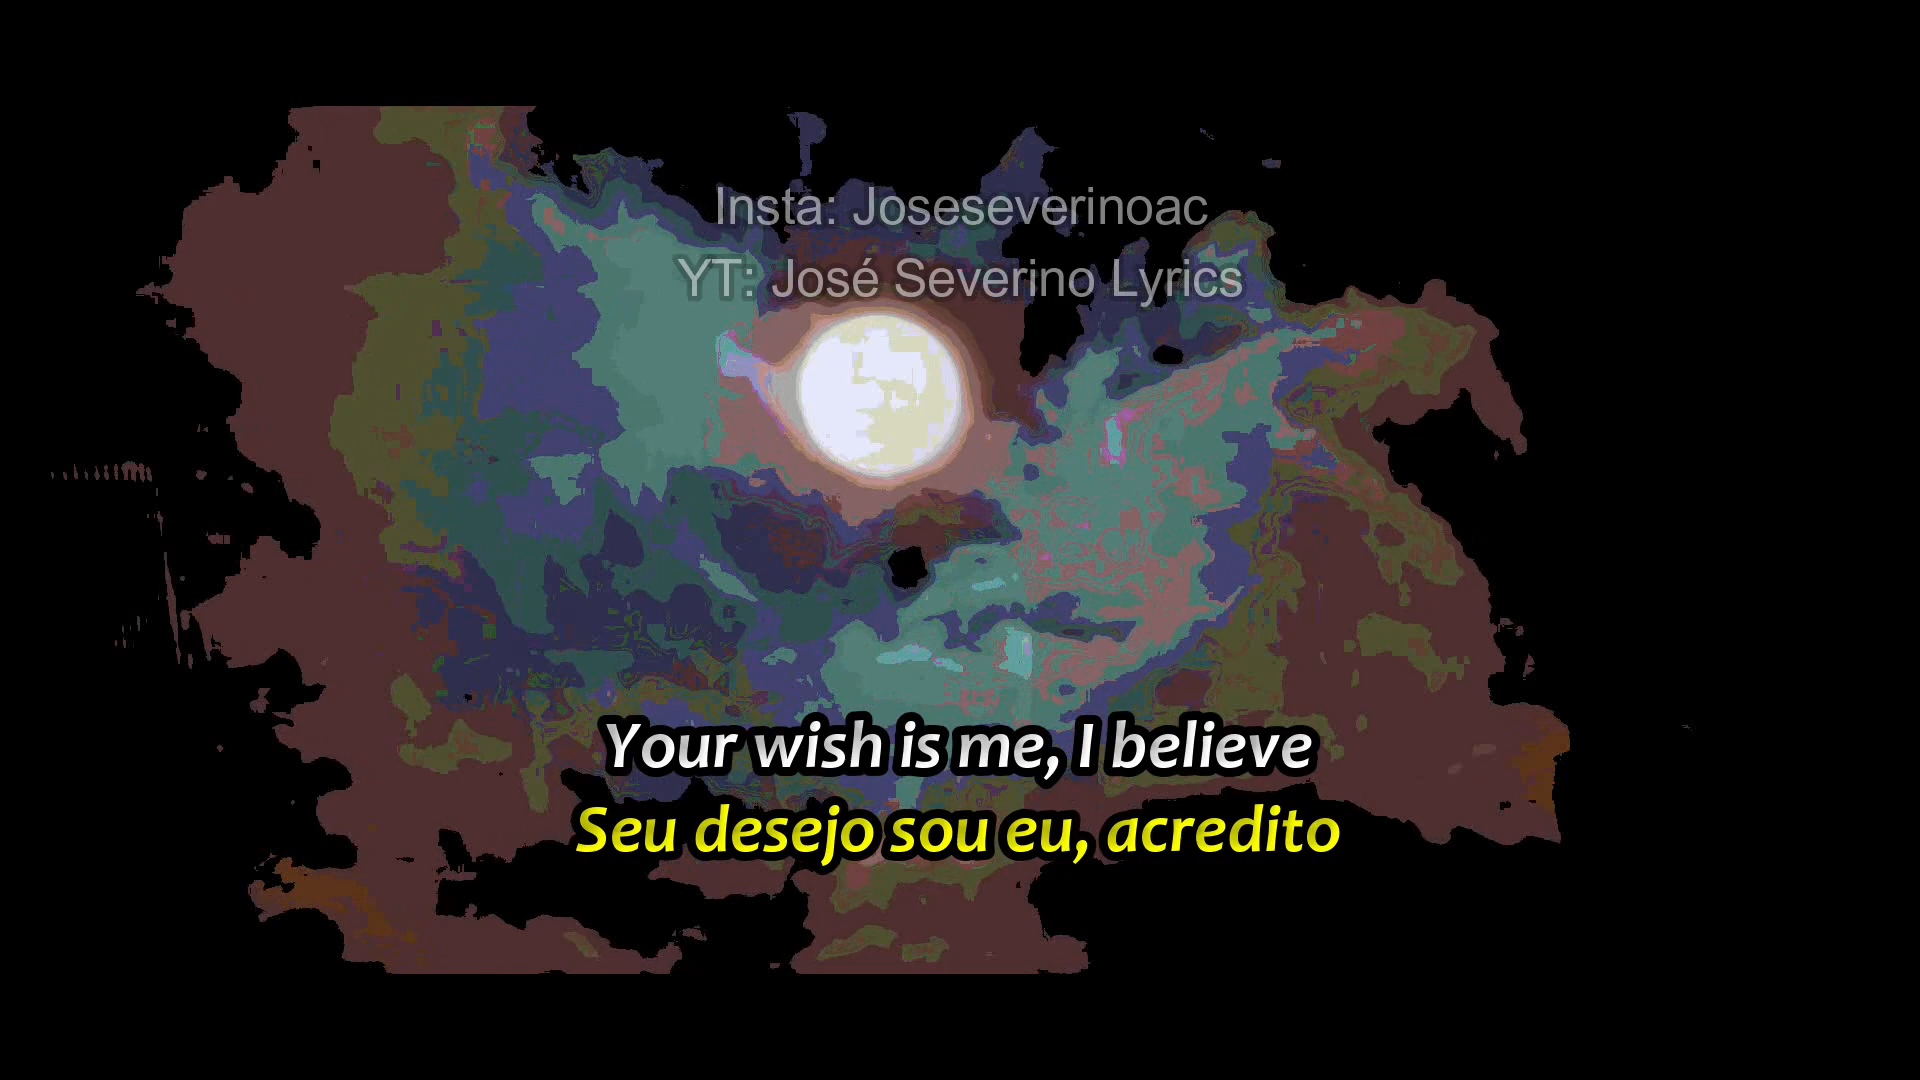 Insta: Joseseverinoac
YT: José Severino Lyrics
Your wish is me, I believe
Seu desejo sou eu, acredito